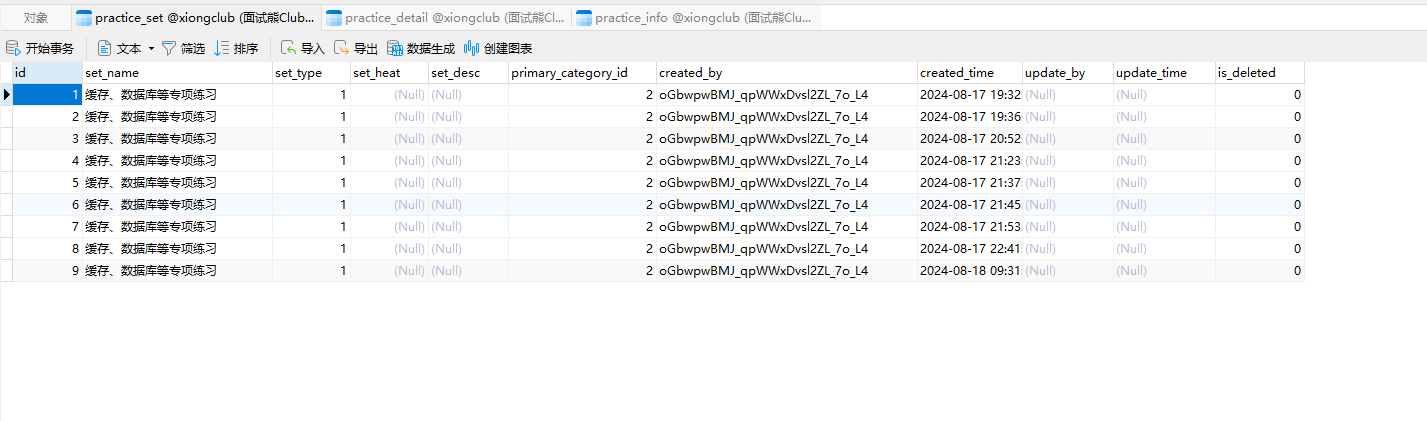 对象 practice_set @xiongclub (面试能Club... practice_detail @xiongclub (面试能C... practice_info @xiongclub (面试能Clu...
开始事务 文本 筛选 排序 导入 导出 数据生成 创建图表
id set_name set_type set_heat set_desc primary_category_id created_by created_time update_by update_time is_deleted
1 缓存、数据库等专项练习 1 (Null) (Null) 2 oGbwpwBMJ_qpWWxDvsl2ZL_7o_L4 2024-08-17 19:32 (Null) (Null) 0
2 缓存、数据库等专项练习 1 (Null) (Null) 2 oGbwpwBMJ_qpWWxDvsl2ZL_7o_L4 2024-08-17 19:36 (Null) (Null) 0
3 缓存、数据库等专项练习 1 (Null) (Null) 2 oGbwpwBMJ_qpWWxDvsl2ZL_7o_L4 2024-08-17 20:52 (Null) (Null) 0
4 缓存、数据库等专项练习 1 (Null) (Null) 2 oGbwpwBMJ_qpWWxDvsl2ZL_7o_L4 2024-08-17 21:23 (Null) (Null) 0
5 缓存、数据库等专项练习 1 (Null) (Null) 2 oGbwpwBMJ_qpWWxDvsl2ZL_7o_L4 2024-08-17 21:37 (Null) (Null) 0
6 缓存、数据库等专项练习 1 (Null) (Null) 2 oGbwpwBMJ_qpWWxDvsl2ZL_7o_L4 2024-08-17 21:45 (Null) (Null) 0
7 缓存、数据库等专项练习 1 (Null) (Null) 2 oGbwpwBMJ_qpWWxDvsl2ZL_7o_L4 2024-08-17 21:53 (Null) (Null) 0
8 缓存、数据库等专项练习 1 (Null) (Null) 2 oGbwpwBMJ_qpWWxDvsl2ZL_7o_L4 2024-08-17 22:41 (Null) (Null) 0
9 缓存、数据库等专项练习 1 (Null) (Null) 2 oGbwpwBMJ_qpWWxDvsl2ZL_7o_L4 2024-08-18 09:31 (Null) (Null) 0